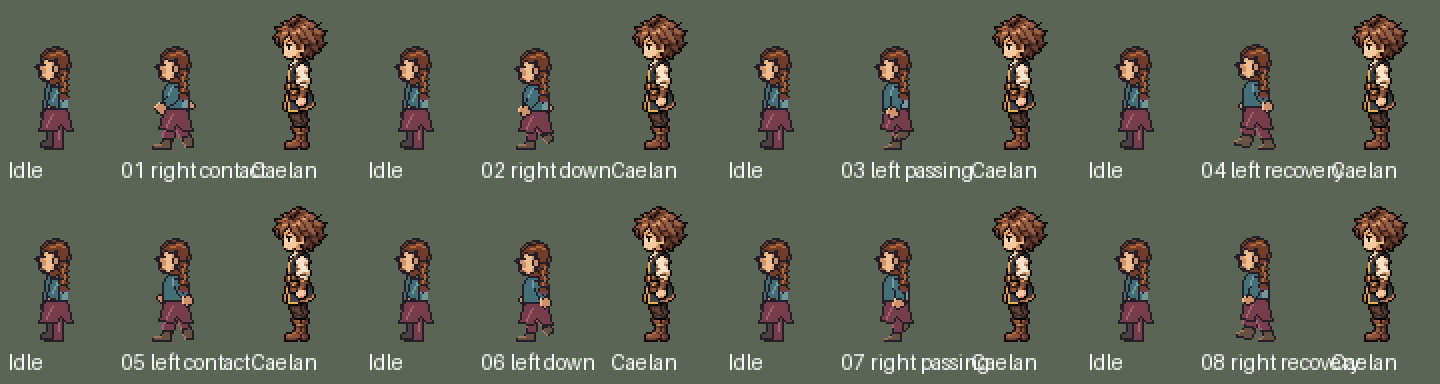 Idle 01 right contact Caelan Idle 02 right down Caelan Idle 03 left passing Caelan Idle 04 left recovery Caelan
Idle 05 left contact Caelan Idle 06 left down Caelan Idle 07 right passing Caelan Idle 08 right recovery Caelan